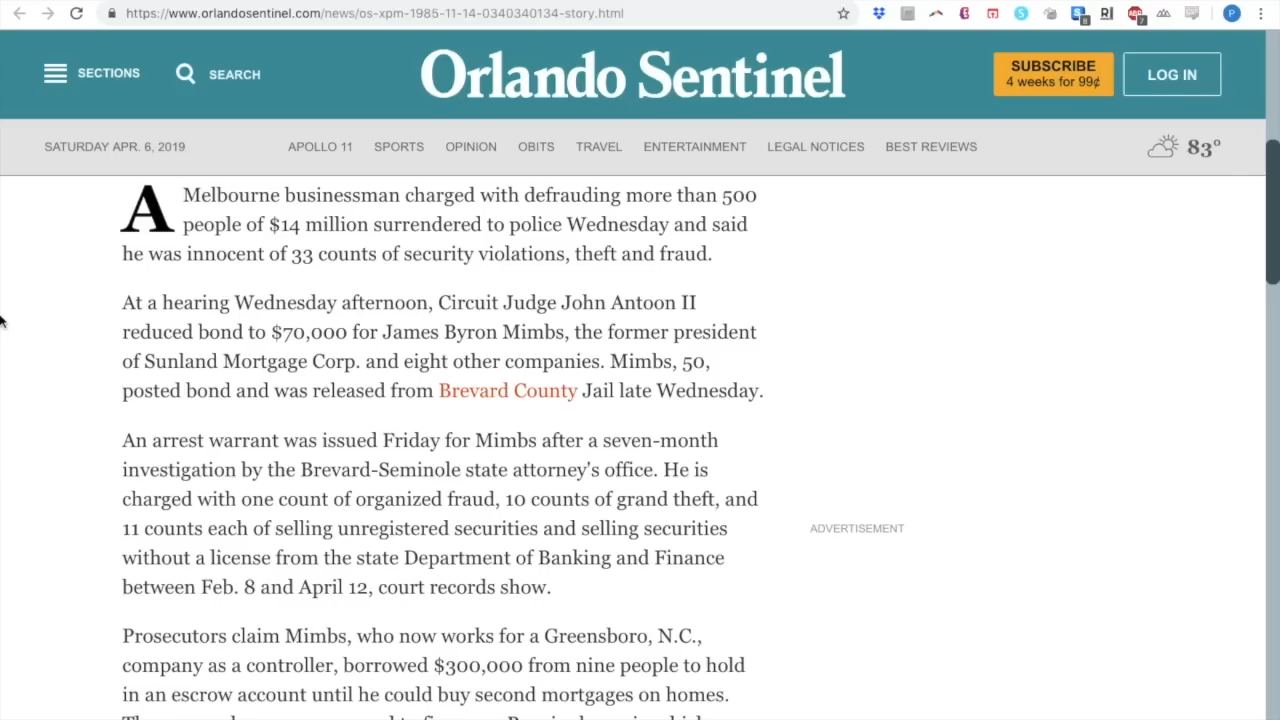 https://www.orlandosentinel.com/news/os-xpm-1985-11-14-0340340134-story.html
SECTIONS
SEARCH
Orlando Sentinel
SUBSCRIBE
4 weeks for 99¢
LOG IN
SATURDAY APR. 6, 2019
APOLLO 11
SPORTS
OPINION
OBITS
TRAVEL
ENTERTAINMENT
LEGAL NOTICES
BEST REVIEWS
83°
A Melbourne businessman charged with defrauding more than 500
people of $14 million surrendered to police Wednesday and said
he was innocent of 33 counts of security violations, theft and fraud.
At a hearing Wednesday afternoon, Circuit Judge John Antoon II
reduced bond to $70,000 for James Byron Mimbs, the former president
of Sunland Mortgage Corp. and eight other companies. Mimbs, 50,
posted bond and was released from Brevard County Jail late Wednesday.
An arrest warrant was issued Friday for Mimbs after a seven-month
investigation by the Brevard-Seminole state attorney's office. He is
charged with one count of organized fraud, 10 counts of grand theft, and
11 counts each of selling unregistered securities and selling securities
without a license from the state Department of Banking and Finance
between Feb. 8 and April 12, court records show.
ADVERTISEMENT
Prosecutors claim Mimbs, who now works for a Greensboro, N.C.,
company as a controller, borrowed $300,000 from nine people to hold
in an escrow account until he could buy second mortgages on homes.